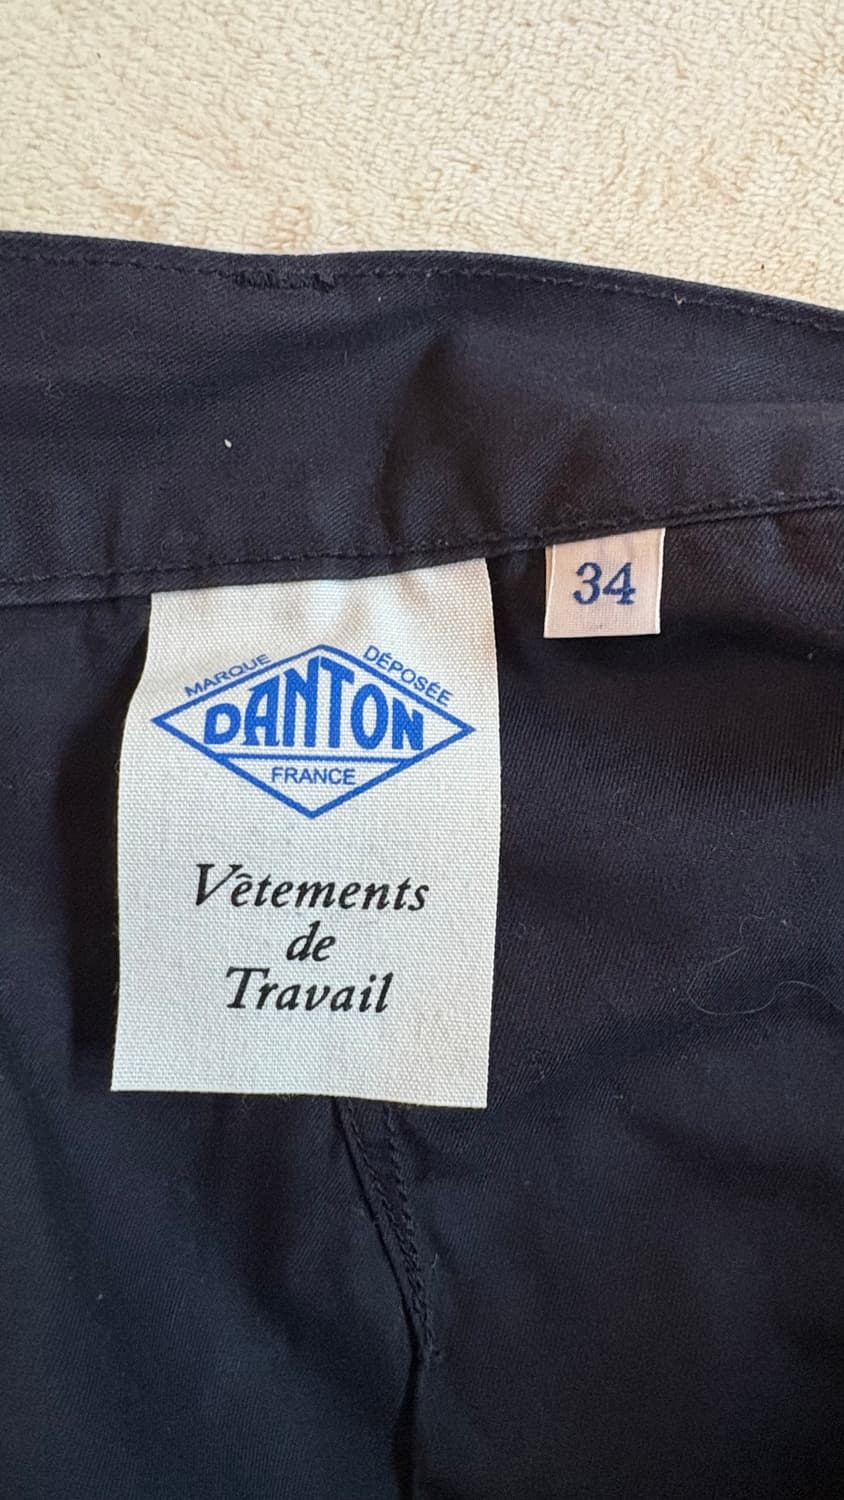 34
MARQUE DÉPOSÉE
DANTON
FRANCE
Vêtements
de
Travail